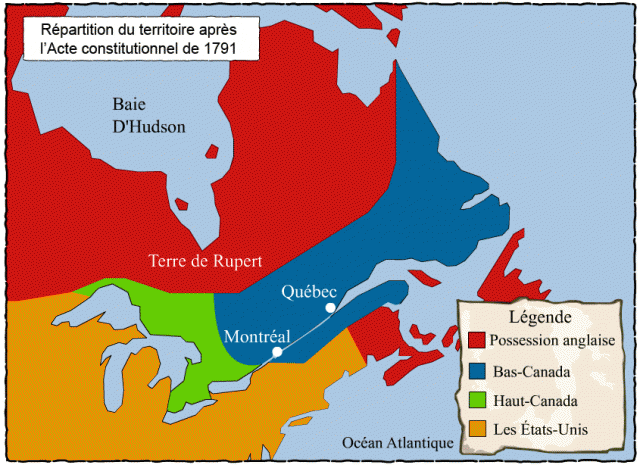 Répartition du territoire après
l'Acte constitutionnel de 1791
Baie
D'Hudson
Terre de Rupert
Québec
Montréal
Légende
Possession anglaise
Bas-Canada
Haut-Canada
Les États-Unis
Océan Atlantique